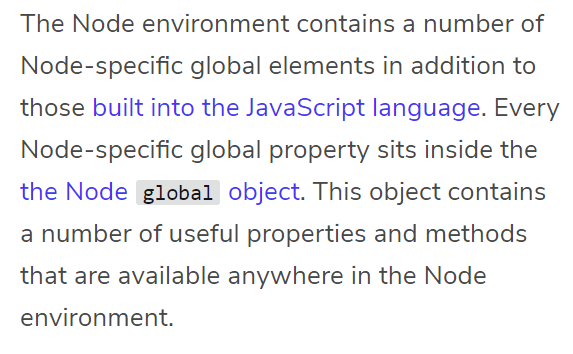 The Node environment contains a number of
Node-specific global elements in addition to
those built into the JavaScript language. Every
Node-specific global property sits inside the
the Node global object. This object contains
a number of useful properties and methods
that are available anywhere in the Node
environment.